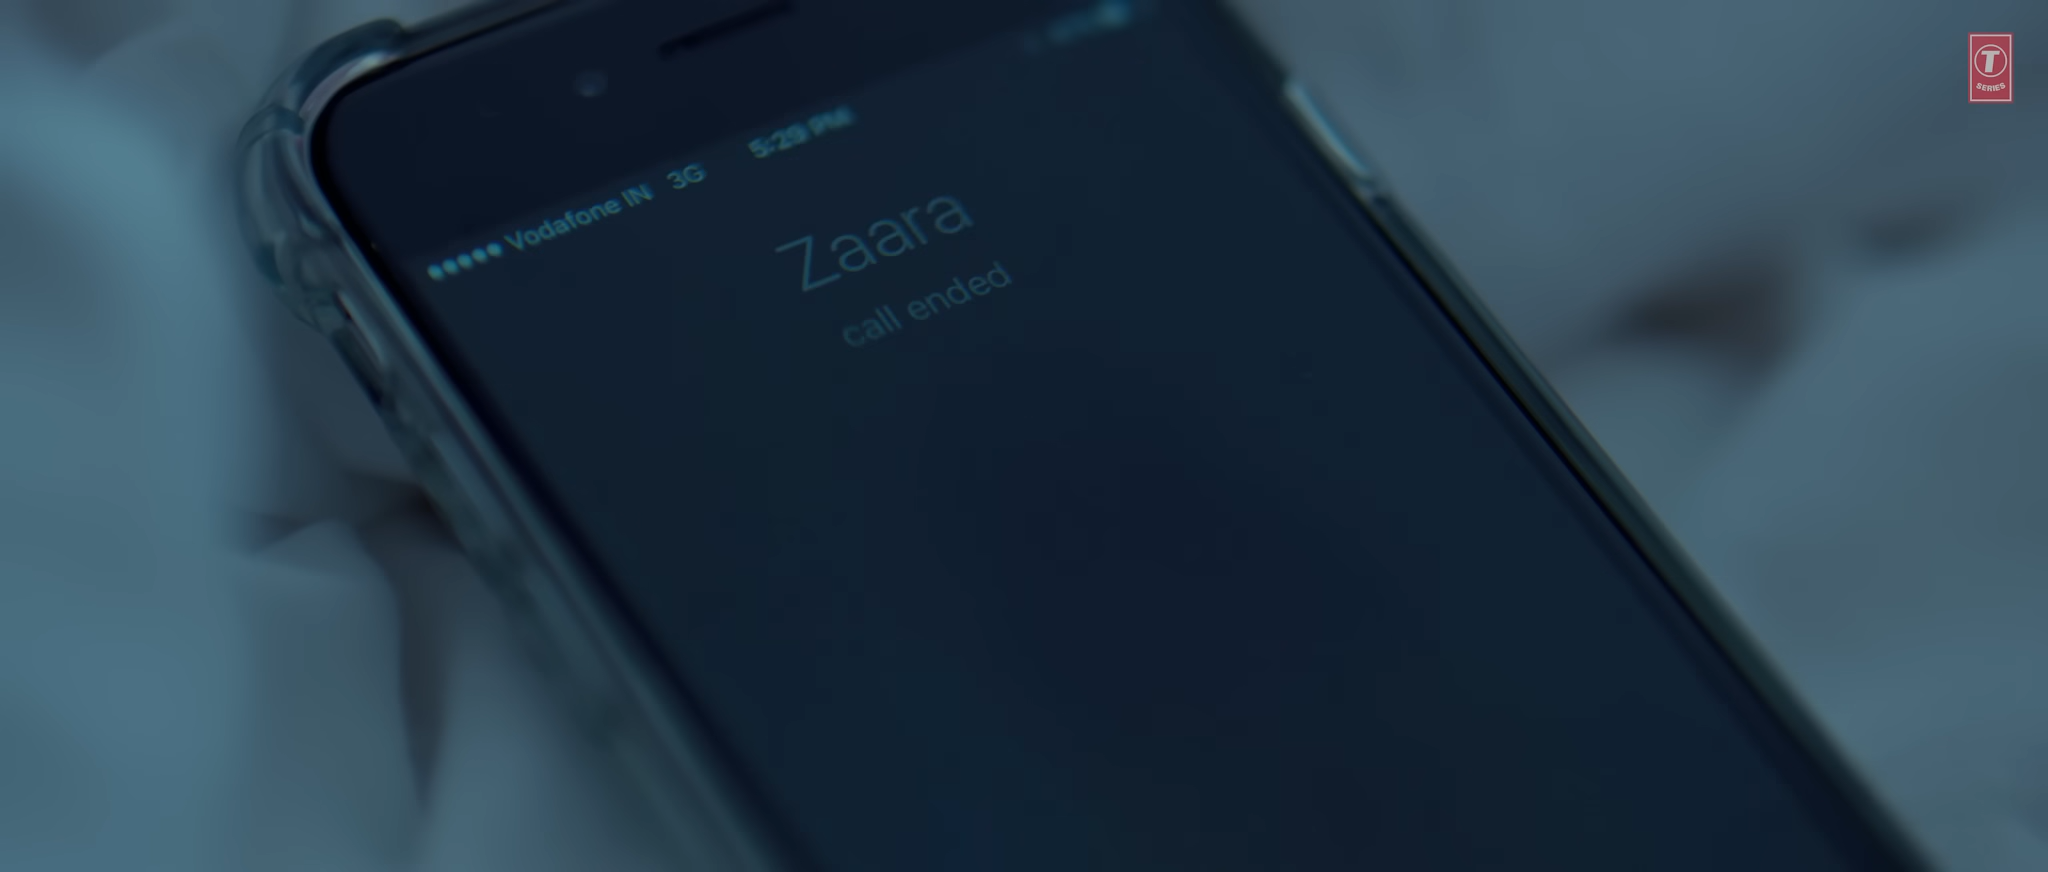 ●●●●● Vodafone IN 3G 5:29 PM
Zaara
call ended
T
SERIES